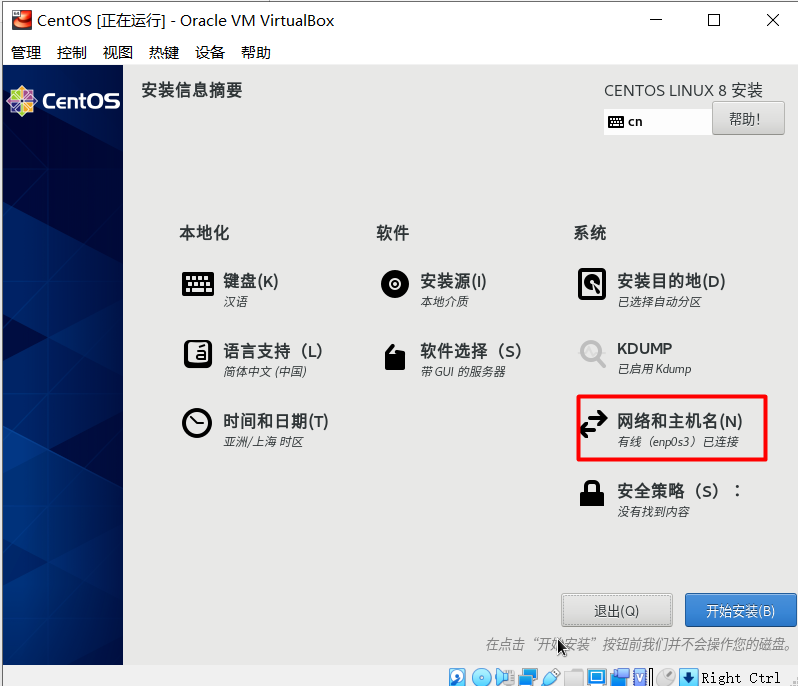 CentOS [正在运行] - Oracle VM VirtualBox
管理 控制 视图 热键 设备 帮助
CentOS
安装信息摘要
CENTOS LINUX 8 安装
cn
帮助！
本地化
软件
系统
键盘(K)
汉语
安装源(I)
本地介质
安装目的地(D)
已选择自动分区
语言支持（L）
简体中文 (中国)
软件选择（S）
带 GUI 的服务器
KDUMP
已启用 Kdump
时间和日期(T)
亚洲/上海 时区
网络和主机名(N)
有线（enp0s3）已连接
安全策略（S）：
没有找到内容
退出(Q)
开始安装(B)
在点击“开始安装”按钮前我们并不会操作您的磁盘。
Right Ctrl